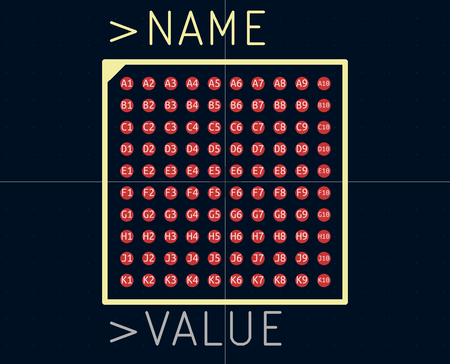 >NAME
A1 A2 A3 A4 A5 A6 A7 A8 A9 A10
B1 B2 B3 B4 B5 B6 B7 B8 B9 B10
C1 C2 C3 C4 C5 C6 C7 C8 C9 C10
D1 D2 D3 D4 D5 D6 D7 D8 D9 D10
E1 E2 E3 E4 E5 E6 E7 E8 E9 E10
F1 F2 F3 F4 F5 F6 F7 F8 F9 F10
G1 G2 G3 G4 G5 G6 G7 G8 G9 G10
H1 H2 H3 H4 H5 H6 H7 H8 H9 H10
J1 J2 J3 J4 J5 J6 J7 J8 J9 J10
K1 K2 K3 K4 K5 K6 K7 K8 K9 K10
>VALUE